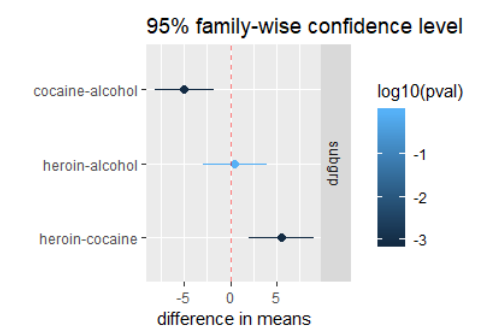 95% family-wise confidence level
cocaine-alcohol
heroin-alcohol
heroin-cocaine
subgrp
-5 0 5
difference in means
log10(pval)
-1
-2
-3